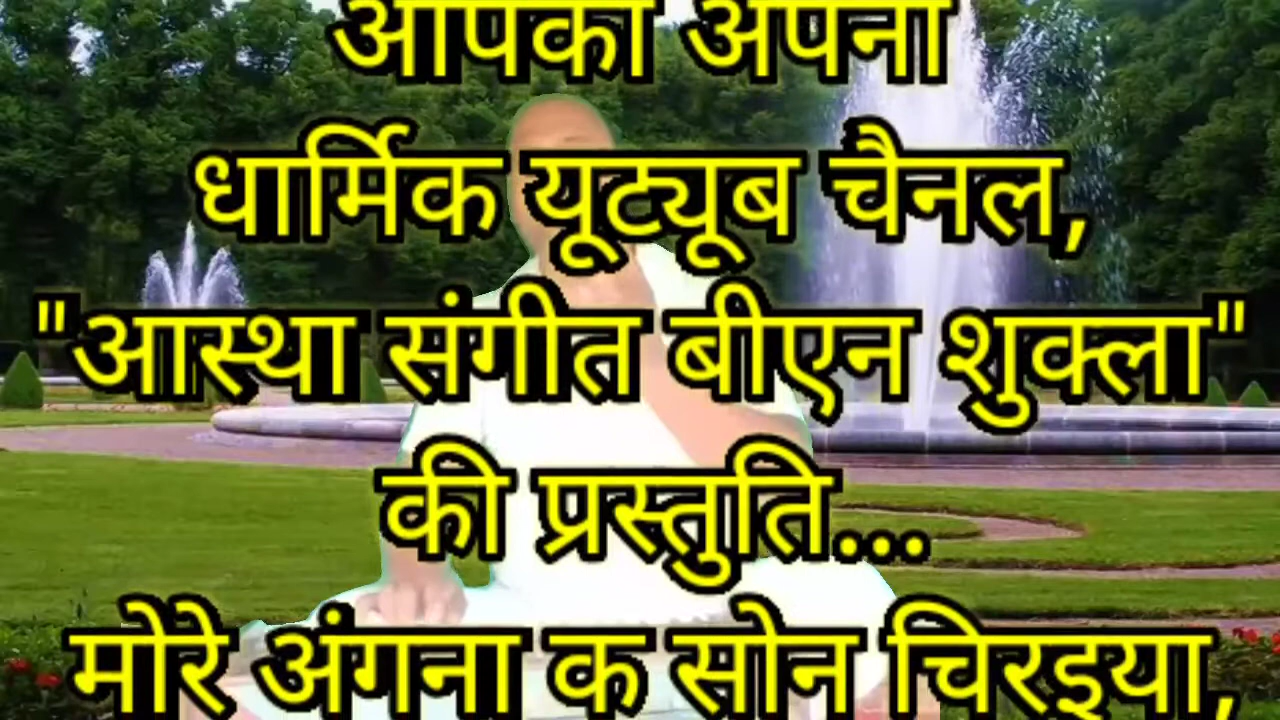 आपका अपना
धार्मिक यूट्यूब चैनल,
"आस्था संगीत बीएन शुक्ला"
की प्रस्तुति...
मोरे अंगना क सोन चिरइया,